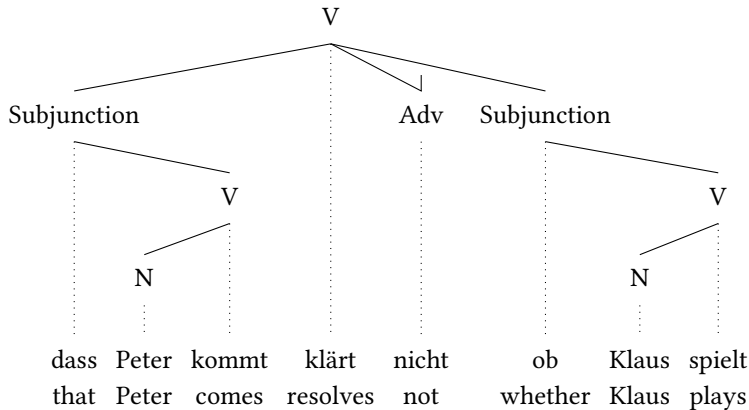 V
Subjunction Adv Subjunction
V V
N N
dass Peter kommt klärt nicht ob Klaus spielt
that Peter comes resolves not whether Klaus plays